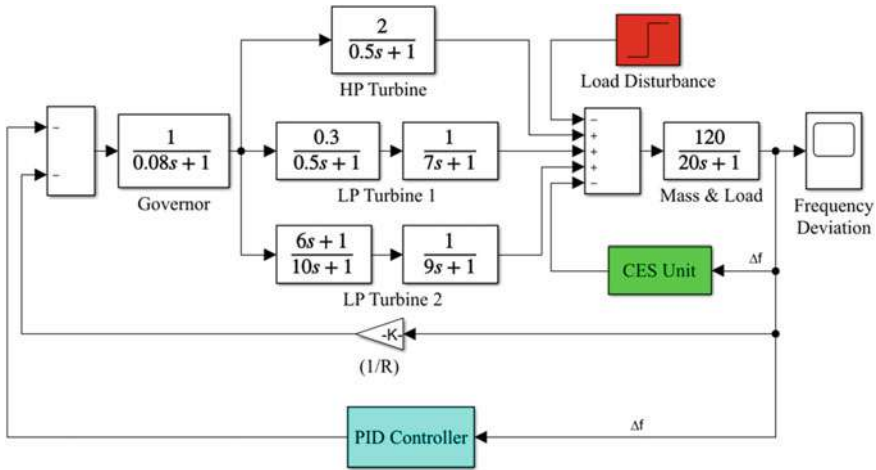 2
0.5s + 1
HP Turbine
Load Disturbance
−
−
1
0.08s + 1
Governor
0.3
0.5s + 1
1
7s + 1
LP Turbine 1
6s + 1
10s + 1
1
9s + 1
LP Turbine 2
−
+
+
+
−
120
20s + 1
Mass & Load
Frequency
Deviation
CES Unit
Δf
-K-
(1/R)
PID Controller
Δf